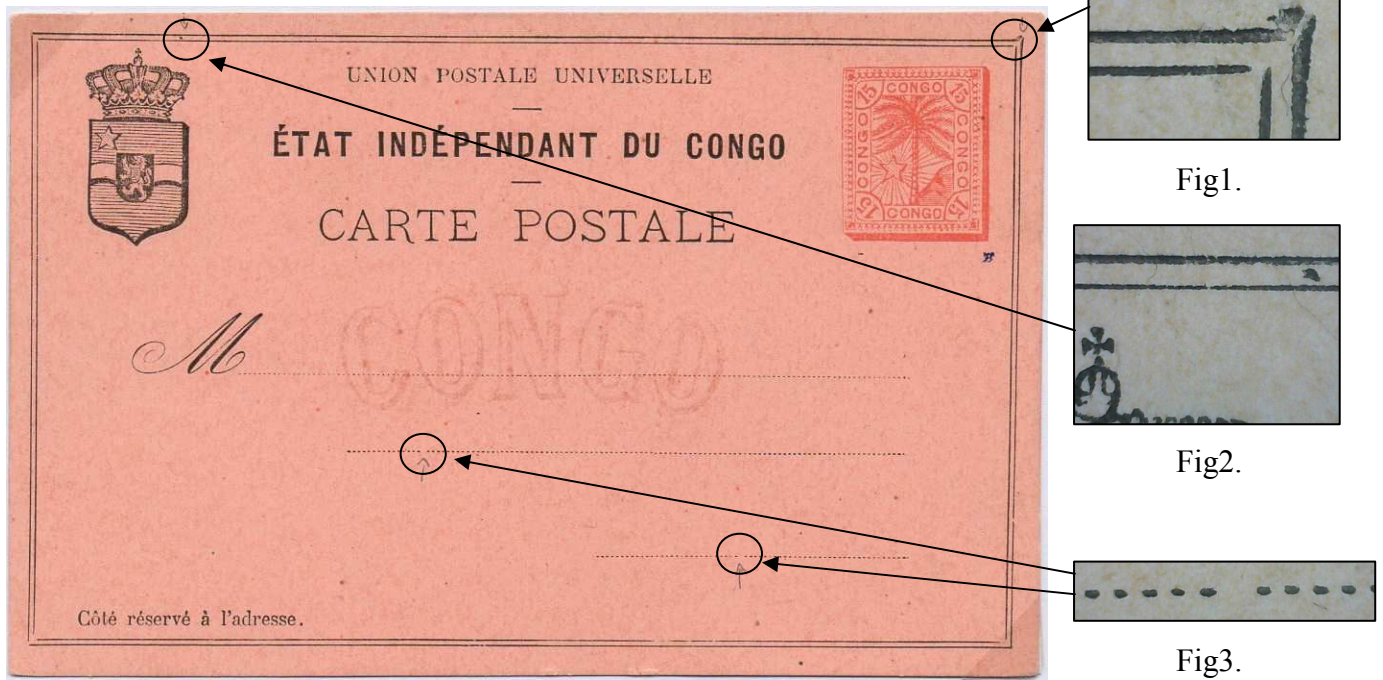 UNION POSTALE UNIVERSELLE
ÉTAT INDÉPENDANT DU CONGO
CARTE POSTALE
15 CONGO 15
CONGO CONGO
15 CONGO 15
CONGO
M
Côté réservé à l'adresse.
Fig1.
Fig2.
Fig3.